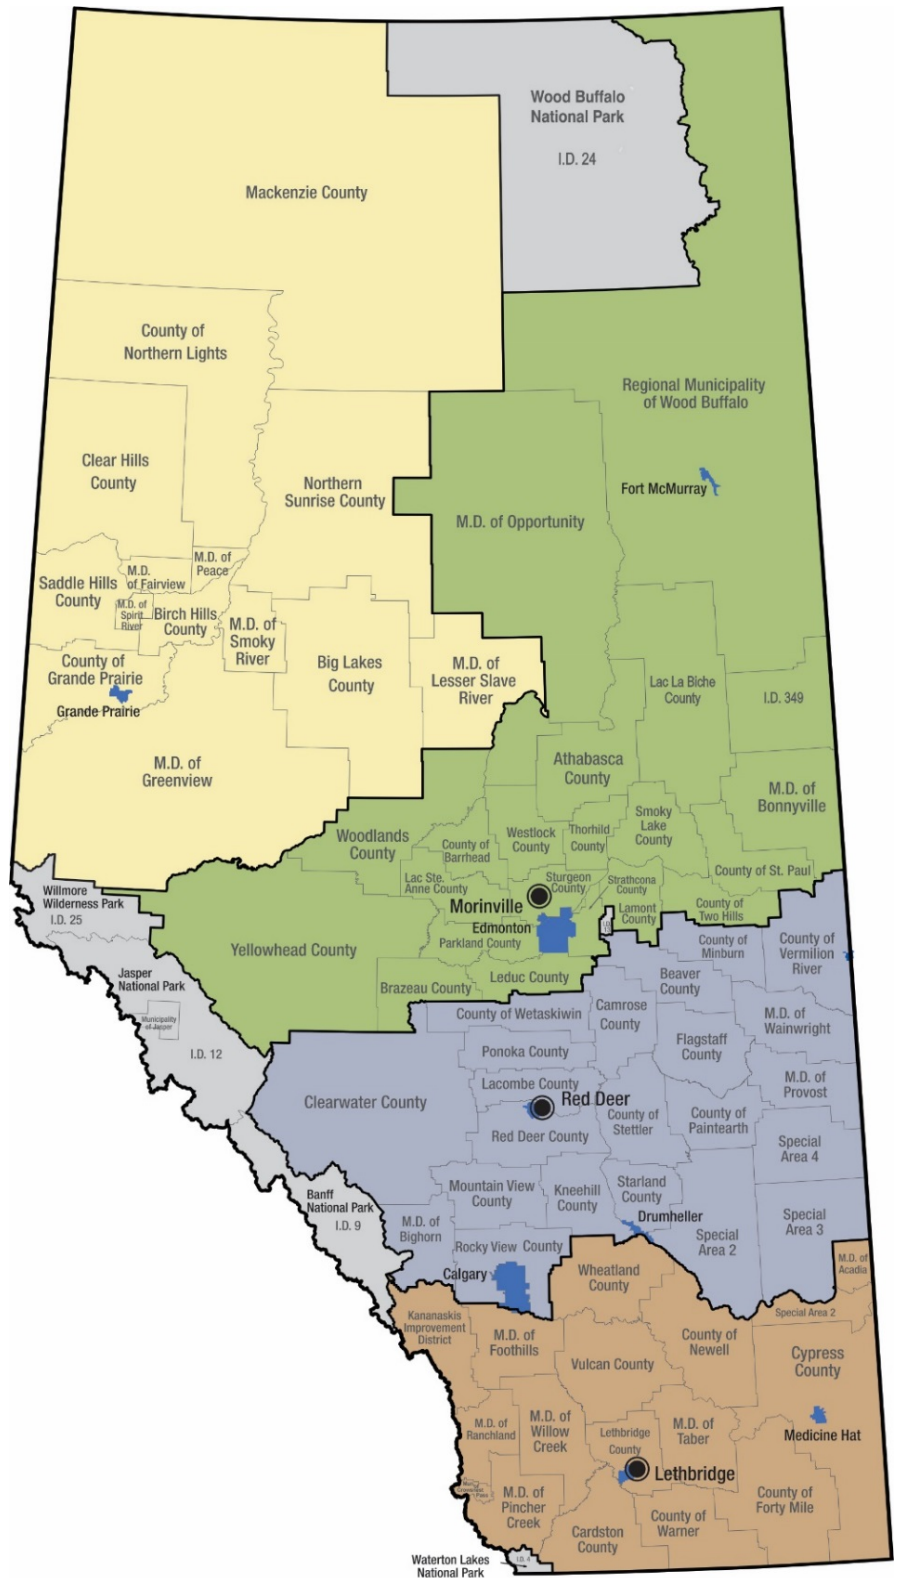 Wood Buffalo
National Park
I.D. 24
Mackenzie County
County of
Northern Lights
Regional Municipality
of Wood Buffalo
Clear Hills
County
Northern
Sunrise County
Fort McMurray
M.D. of Opportunity
M.D. of
Peace
M.D.
of Fairview
Saddle Hills
County
M.D. of
Spirit
River
Birch Hills
County
M.D. of
Smoky
River
Big Lakes
County
M.D. of
Lesser Slave
River
County of
Grande Prairie
Grande Prairie
Lac La Biche
County
I.D. 349
M.D. of
Greenview
Athabasca
County
M.D. of
Bonnyville
Woodlands
County
County of
Barrhead
Westlock
County
Thorhild
County
Smoky
Lake
County
County of St. Paul
Lac Ste.
Anne County
Sturgeon
County
Strathcona
County
Willmore
Wilderness Park
I.D. 25
Morinville
Lamont
County
County of
Two Hills
Edmonton
Parkland County
Yellowhead County
County of
Minburn
County of
Vermilion
River
Jasper
National Park
Leduc County
Brazeau County
Beaver
County
Municipality
of Jasper
I.D. 12
County of Wetaskiwin
Camrose
County
M.D. of
Wainwright
Ponoka County
Flagstaff
County
Lacombe County
M.D. of
Provost
Clearwater County
Red Deer
Red Deer County
County of
Stettler
County of
Paintearth
Special
Area 4
Banff
National Park
I.D. 9
Mountain View
County
Kneehill
County
Starland
County
M.D. of
Bighorn
Drumheller
Special
Area 2
Special
Area 3
Rocky View County
Calgary
Wheatland
County
M.D. of
Acadia
Kananaskis
Improvement
District
M.D. of
Foothills
Special Area 2
County of
Newell
Vulcan County
Cypress
County
M.D. of
Ranchland
M.D. of
Willow
Creek
Lethbridge
County
M.D. of
Taber
Medicine Hat
Lethbridge
M.D. of
Pincher
Creek
County of
Forty Mile
Cardston
County
County of
Warner
Waterton Lakes
National Park
I.D. 4